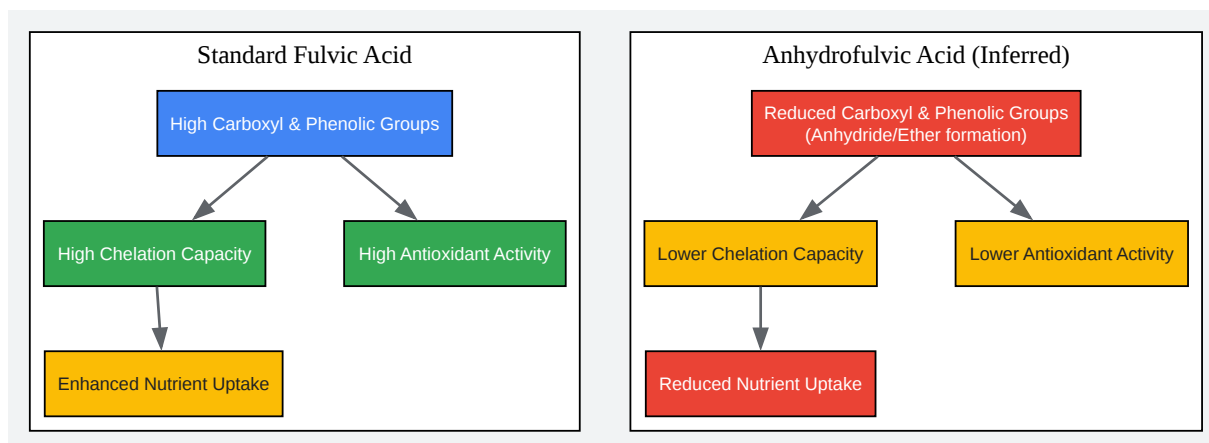 Standard Fulvic Acid
High Carboxyl & Phenolic Groups
High Chelation Capacity
High Antioxidant Activity
Enhanced Nutrient Uptake
Anhydrofulvic Acid (Inferred)
Reduced Carboxyl & Phenolic Groups
(Anhydride/Ether formation)
Lower Chelation Capacity
Lower Antioxidant Activity
Reduced Nutrient Uptake